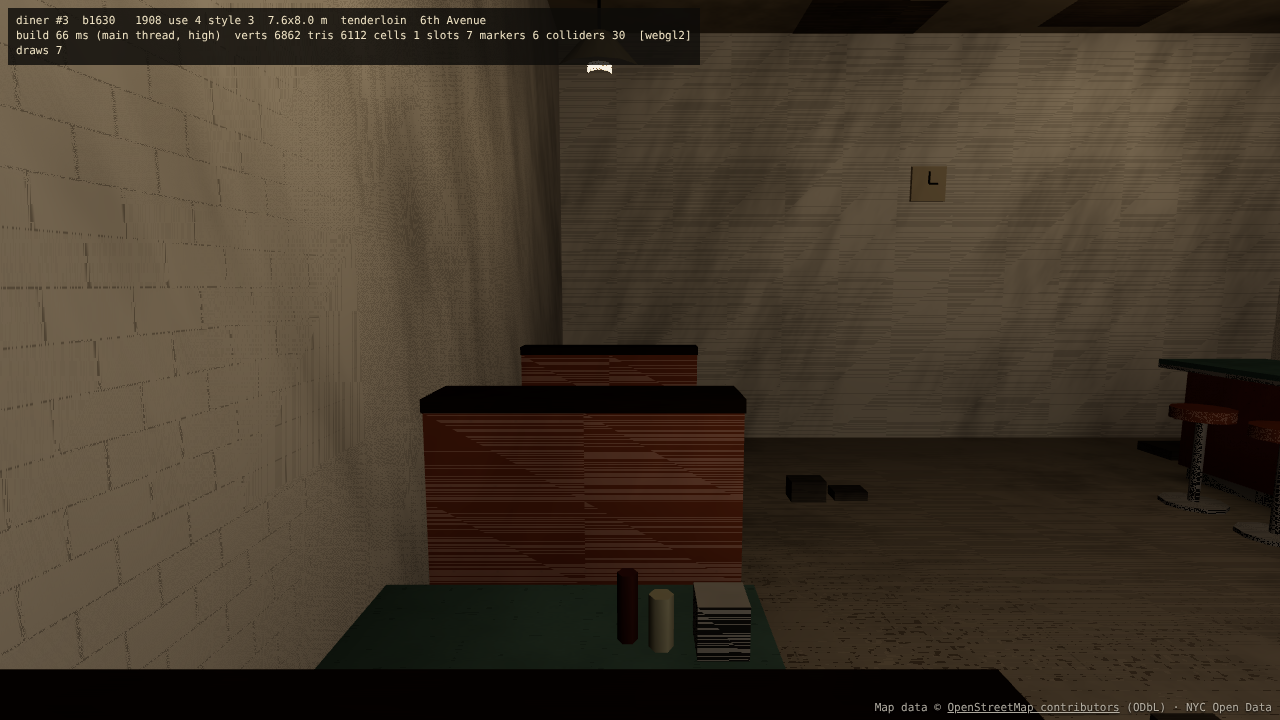 diner #3  b1630   1908 use 4 style 3  7.6x8.0 m  tenderloin  6th Avenue
build 66 ms (main thread, high)  verts 6862 tris 6112 cells 1 slots 7 markers 6 colliders 30  [webgl2]
draws 7
Map data © OpenStreetMap contributors (ODbL) · NYC Open Data